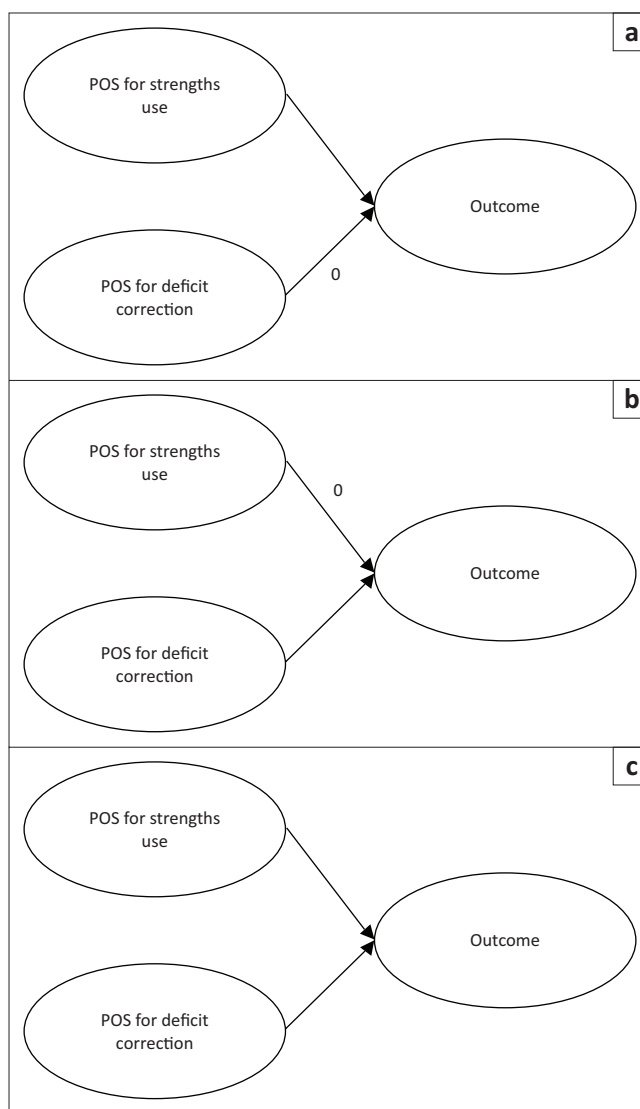 a
POS for strengths
use
Outcome
POS for deficit
correction
0
b
POS for strengths
use
0
Outcome
POS for deficit
correction
c
POS for strengths
use
Outcome
POS for deficit
correction